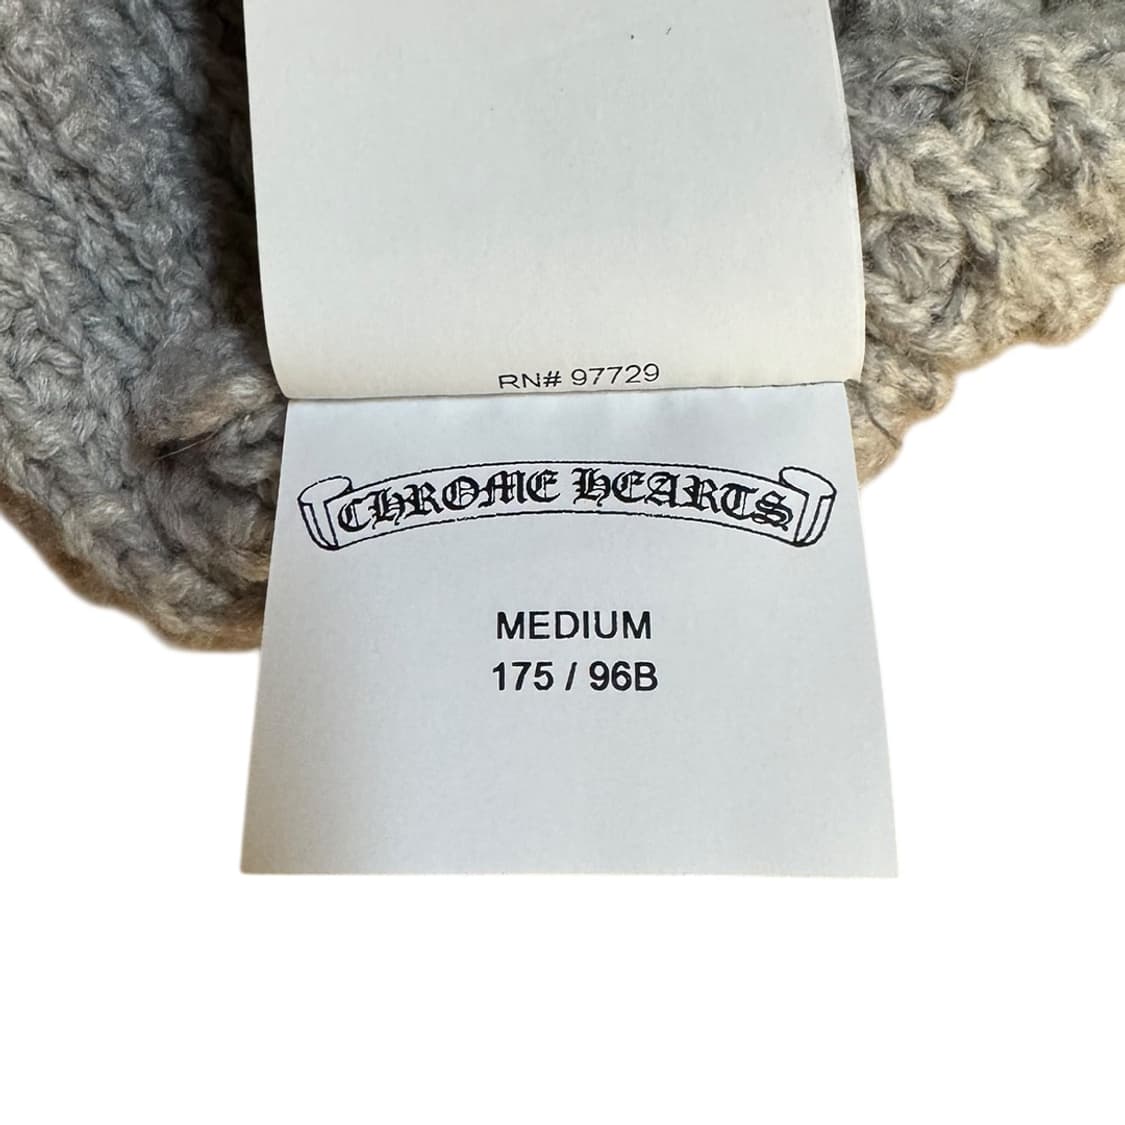 RN# 97729
CHROME HEARTS
MEDIUM
175 / 96B